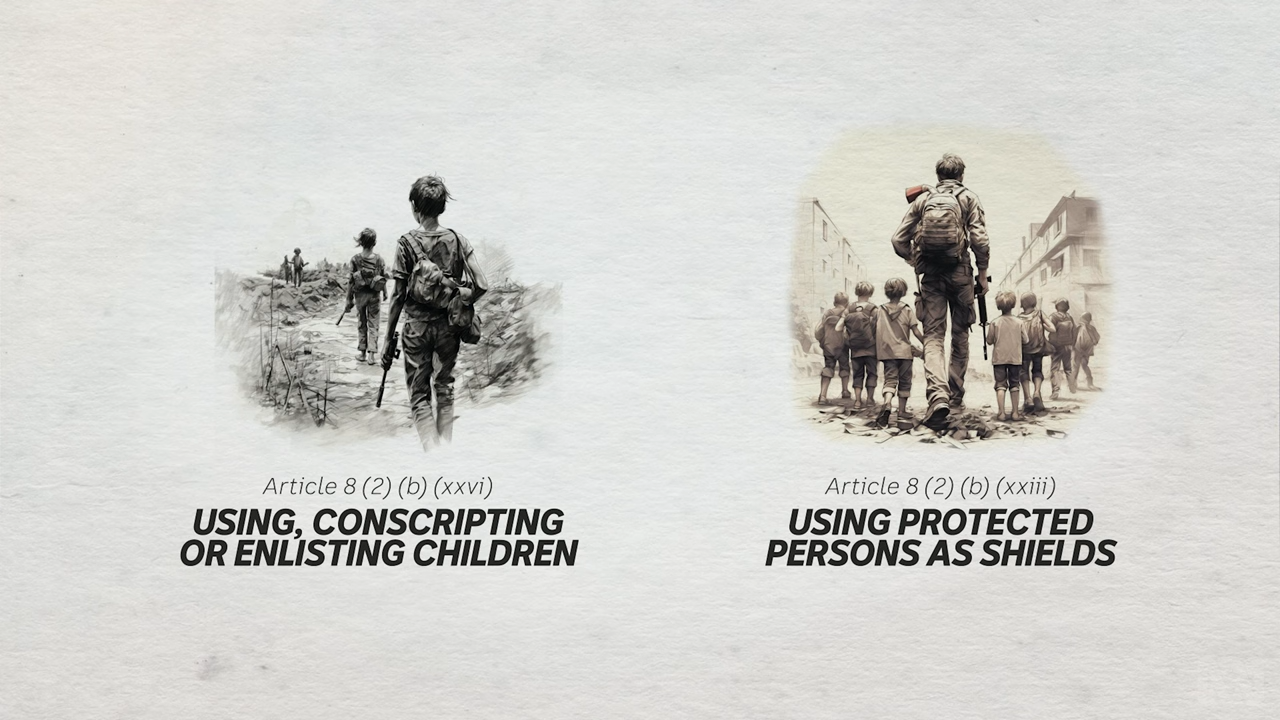 Article 8 (2) (b) (xxvi)
USING, CONSCRIPTING
OR ENLISTING CHILDREN
Article 8 (2) (b) (xxiii)
USING PROTECTED
PERSONS AS SHIELDS